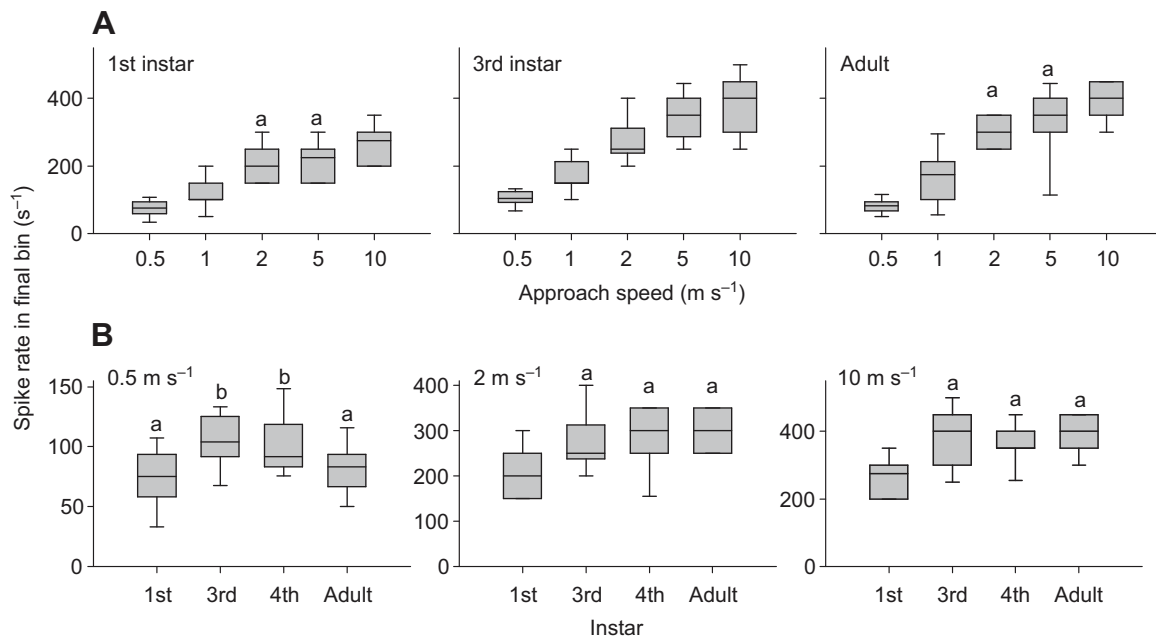 A
1st instar
3rd instar
Adult
a a
a a
400
200
0
0.5 1 2 5 10
0.5 1 2 5 10
0.5 1 2 5 10
Approach speed (m s⁻¹)
Spike rate in final bin (s⁻¹)
B
0.5 m s⁻¹
2 m s⁻¹
10 m s⁻¹
a b b a
a a a
a a a
150
100
50
0
400
300
200
100
0
400
200
0
1st 3rd 4th Adult
1st 3rd 4th Adult
1st 3rd 4th Adult
Instar